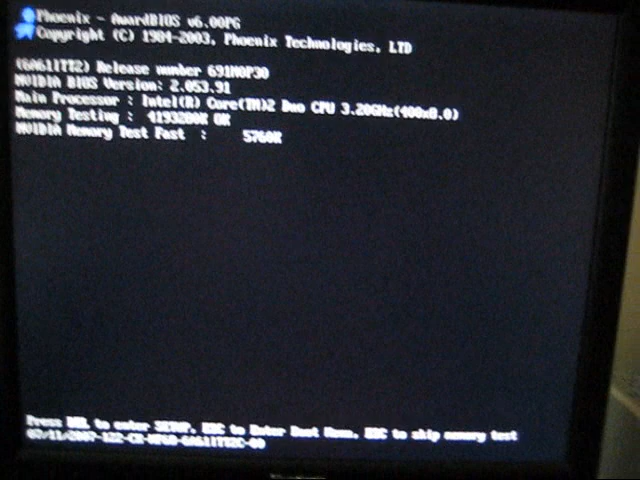 Phoenix - AwardBIOS v6.00PG
Copyright (C) 1984-2003, Phoenix Technologies, LTD
(6A61ITT2) Release number 691N0P30
NVIDIA BIOS Version: 2.053.91
Main Processor : Intel(R) Core(TM)2 Duo CPU 3.20GHz(400x8.0)
Memory Testing : 4193280K OK
NVIDIA Memory Test Fast : 5760K
Press DEL to enter SETUP, ESC to Enter Boot Menu, ESC to skip memory test